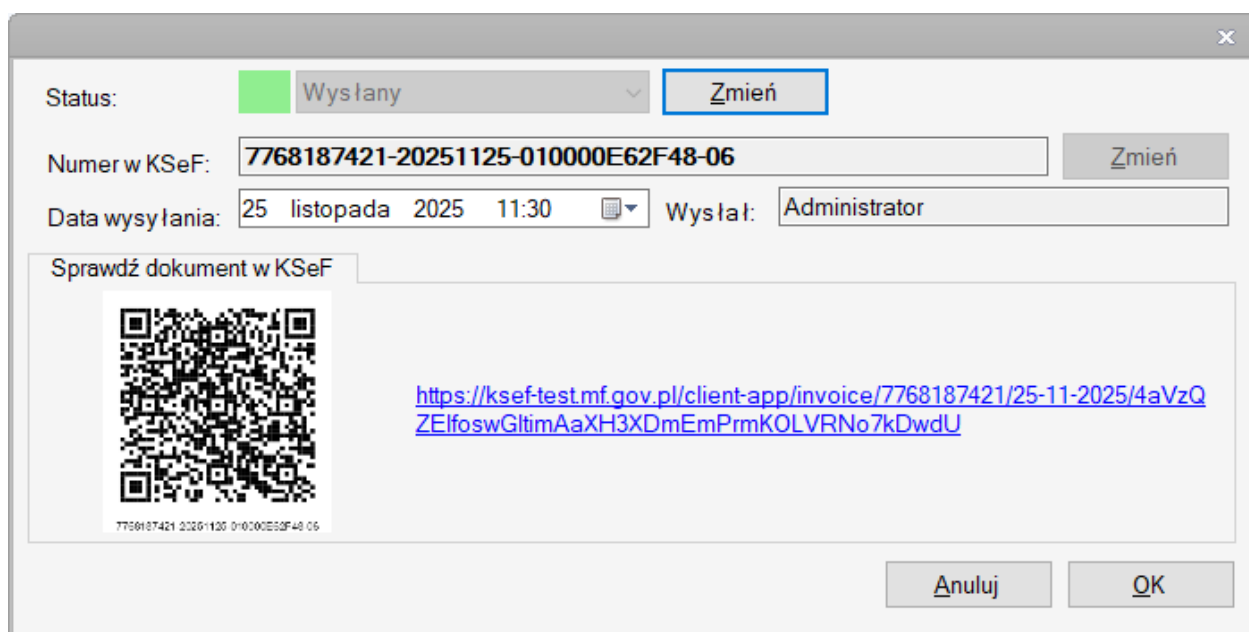 Status: Wysłany Zmień
Numer w KSeF: 7768187421-20251125-010000E62F48-06 Zmień
Data wysyłania: 25 listopada 2025 11:30 Wysłał: Administrator
Sprawdź dokument w KSeF
https://ksef-test.mf.gov.pl/client-app/invoice/7768187421/25-11-2025/4aVzQ
ZElfoswGltimAaXH3XDmEmPrmKOLVRNo7kDwdU
7768187421-20251125-010000E62F48-06
Anuluj OK